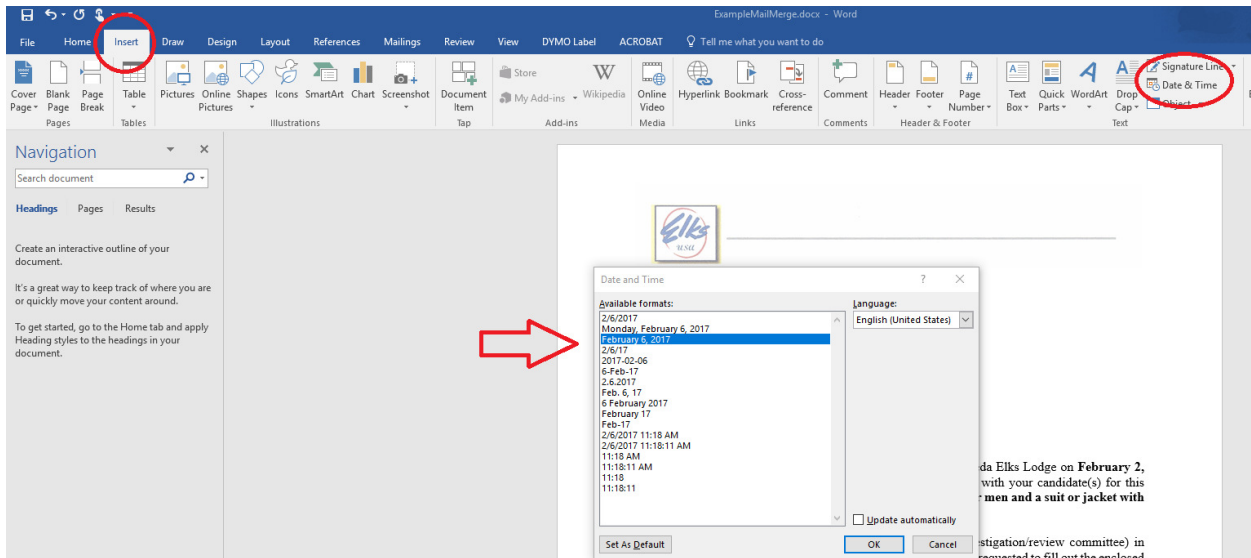 ExampleMailMerge.docx - Word
File Home Insert Draw Design Layout References Mailings Review View DYMO Label ACROBAT Tell me what you want to do
Cover Page
Blank Page
Page Break
Pages
Table
Tables
Pictures
Online Pictures
Shapes
Icons
SmartArt
Chart
Screenshot
Illustrations
Document Item
Tap
Store
My Add-ins
Wikipedia
Add-ins
Online Video
Media
Hyperlink
Bookmark
Cross-reference
Links
Comment
Comments
Header
Footer
Page Number
Header & Footer
Text Box
Quick Parts
WordArt
Drop Cap
Signature Line
Date & Time
Object
Text
Navigation
Search document
Headings Pages Results
Create an interactive outline of your
document.
It's a great way to keep track of where you are
or quickly move your content around.
To get started, go to the Home tab and apply
Heading styles to the headings in your
document.
Elks
USU
Date and Time
Available formats:
2/6/2017
Monday, February 6, 2017
February 6, 2017
2/6/17
2017-02-06
6-Feb-17
2.6.2017
Feb. 6, 17
6 February 2017
February 17
Feb-17
2/6/2017 11:18 AM
2/6/2017 11:18:11 AM
11:18 AM
11:18:11 AM
11:18
11:18:11
Language:
English (United States)
Update automatically
Set As Default
OK
Cancel
da Elks Lodge on February 2,
with your candidate(s) for this
men and a suit or jacket with
stigation/review committee) in
requested to fill out the enclosed